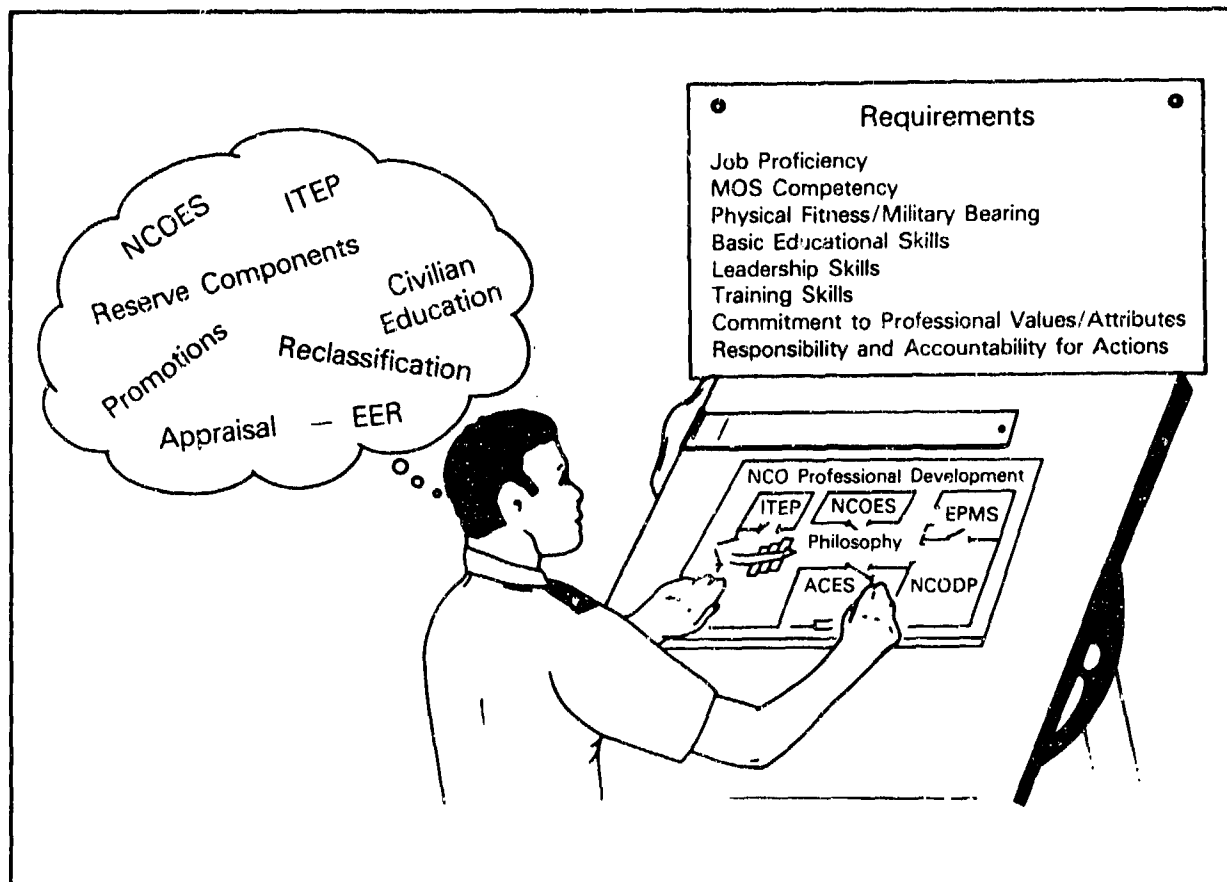 NCOES
ITEP
Reserve Components
Civilian
Education
Promotions
Reclassification
Appraisal — EER
Requirements
Job Proficiency
MOS Competency
Physical Fitness/Military Bearing
Basic Educational Skills
Leadership Skills
Training Skills
Commitment to Professional Values/Attributes
Responsibility and Accountability for Actions
NCO Professional Development
ITEP
NCOES
EPMS
Philosophy
ACES
NCODP